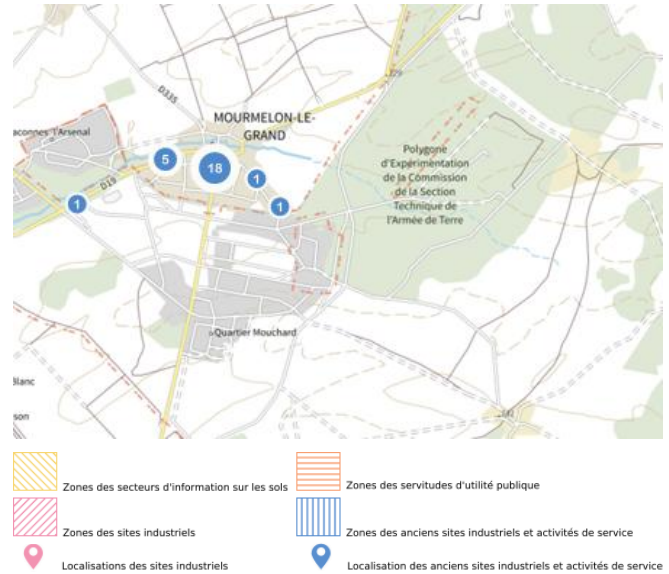 D335
J29
MOURMELON-LE-
GRAND
aconnes l'Arsenal
5
18
1
1
1
D19
Polygone
d'Expérimentation
de la Commission
de la Section
Technique de
l'Armée de Terre
Quartier Mouchard
Blanc
son
Zones des secteurs d'information sur les sols
Zones des servitudes d'utilité publique
Zones des sites industriels
Zones des anciens sites industriels et activités de service
Localisations des sites industriels
Localisation des anciens sites industriels et activités de service